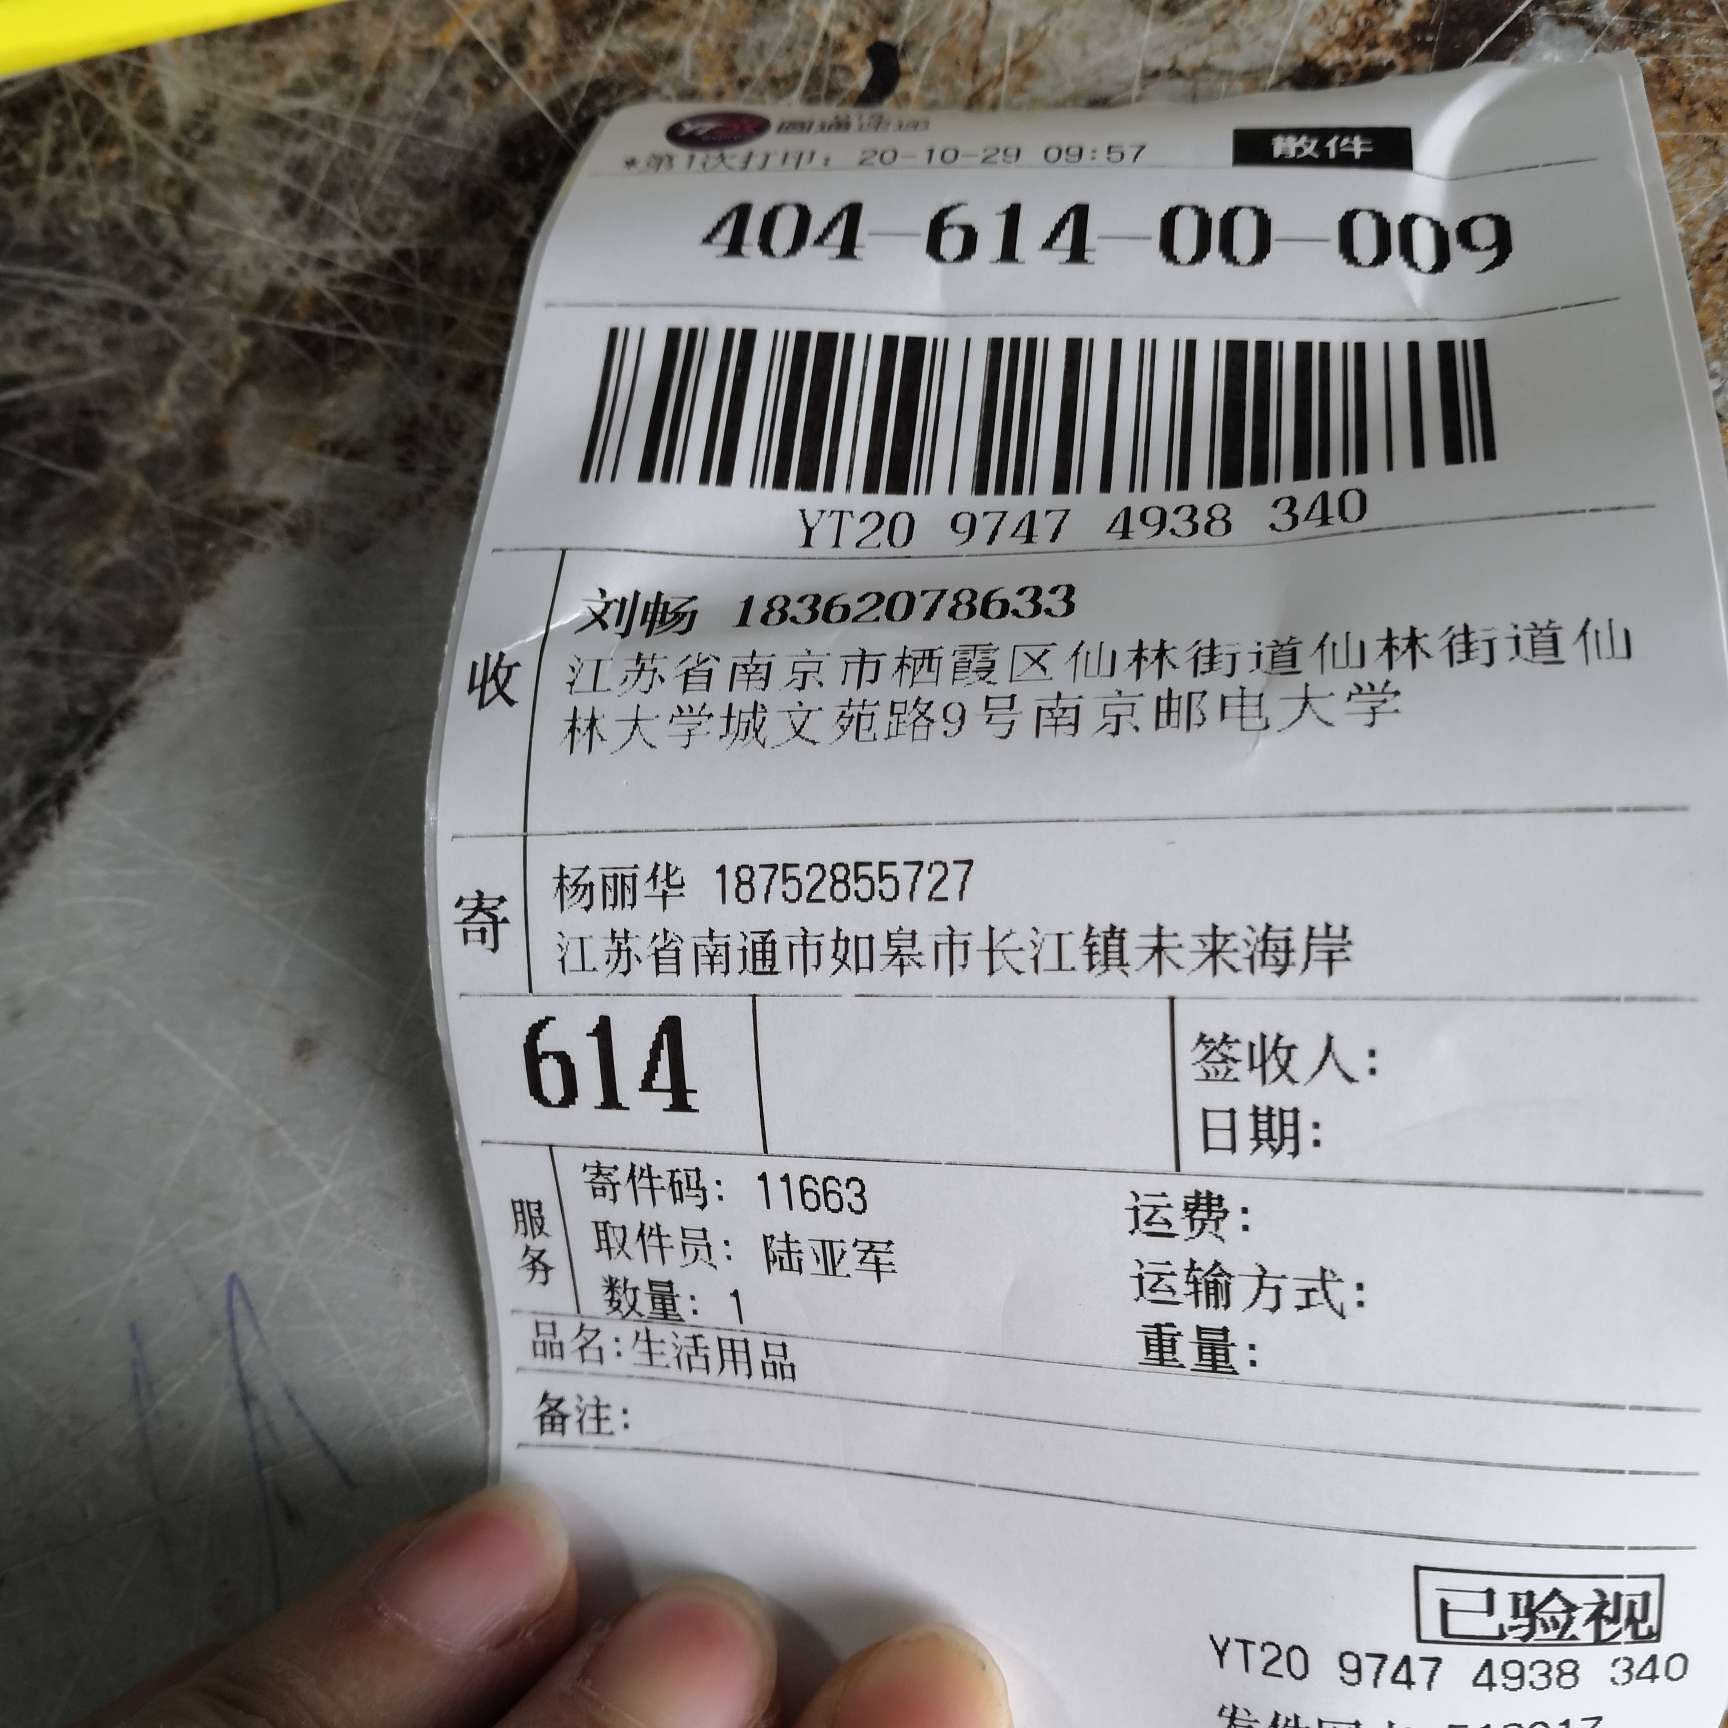 圆通速递
*第1次打印: 20-10-29 09:57
散件
404-614-00-009
YT20 9747 4938 340
收
刘畅 18362078633
江苏省南京市栖霞区仙林街道仙林街道仙
林大学城文苑路9号南京邮电大学
寄
杨丽华 18752855727
江苏省南通市如皋市长江镇未来海岸
614
签收人:
日期:
服务
寄件码: 11663
取件员: 陆亚军
数量: 1
运费:
运输方式:
重量:
品名:生活用品
备注:
已验视
YT20 9747 4938 340